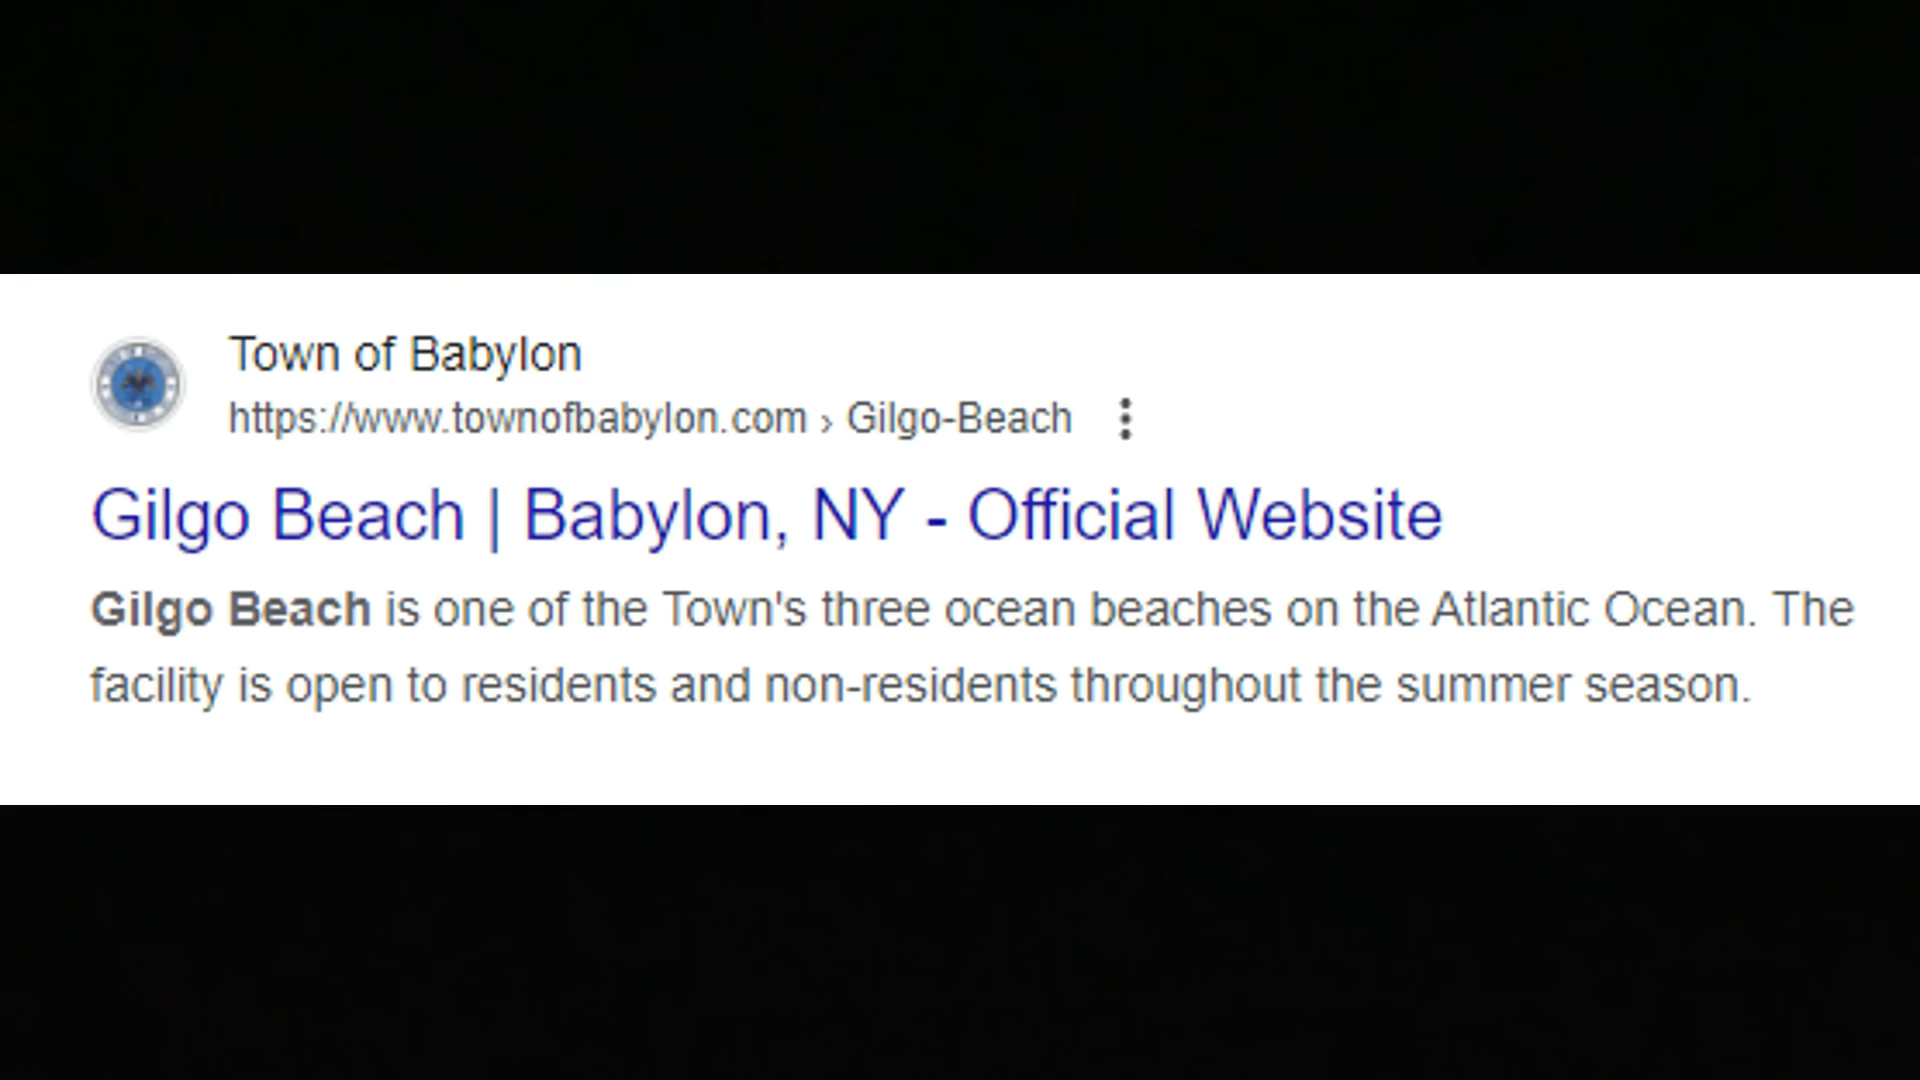 Town of Babylon
https://www.townofbabylon.com › Gilgo-Beach
Gilgo Beach | Babylon, NY - Official Website
Gilgo Beach is one of the Town's three ocean beaches on the Atlantic Ocean. The
facility is open to residents and non-residents throughout the summer season.